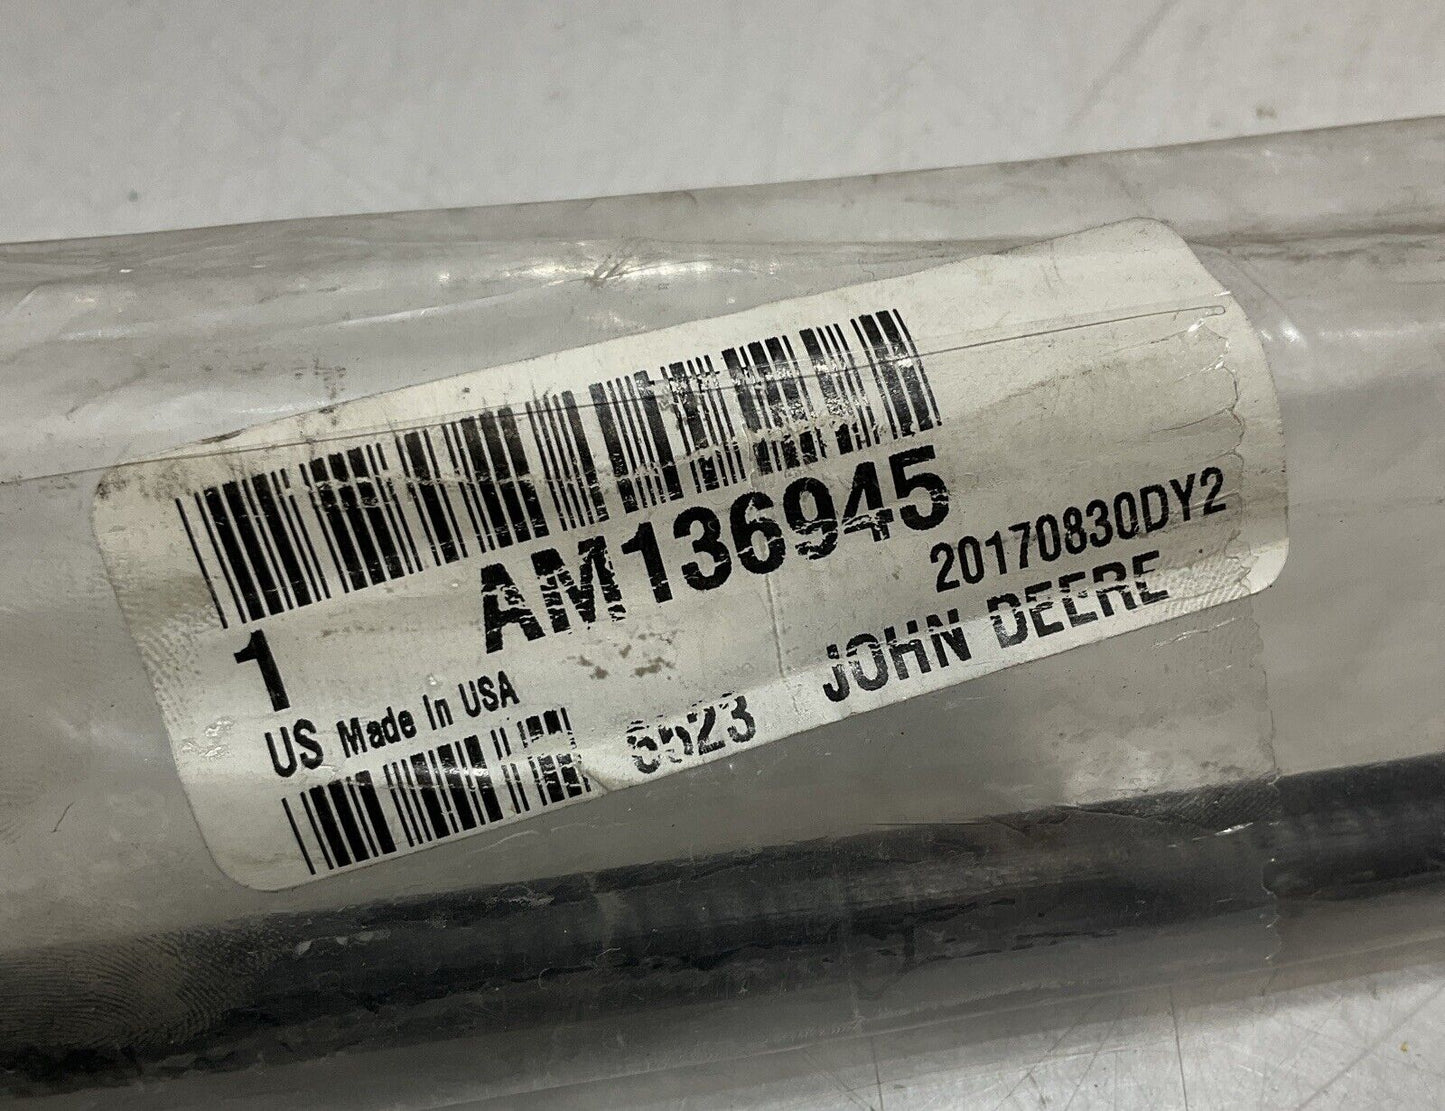 AM136945
1
20170830DY2
US Made In USA
JOHN DEERE
6523